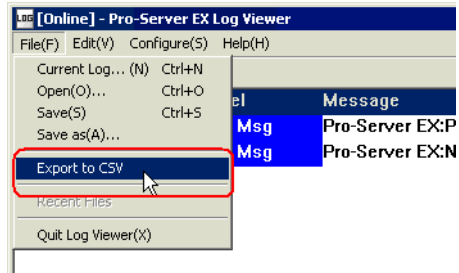 LOG [Online] - Pro-Server EX Log Viewer
File(F) Edit(V) Configure(S) Help(H)
Current Log... (N) Ctrl+N
Open(O)... Ctrl+O
Save(S) Ctrl+S
Save as(A)...
Export to CSV
Recent Files
Quit Log Viewer(X)
el Message
Msg Pro-Server EX:P
Msg Pro-Server EX:N